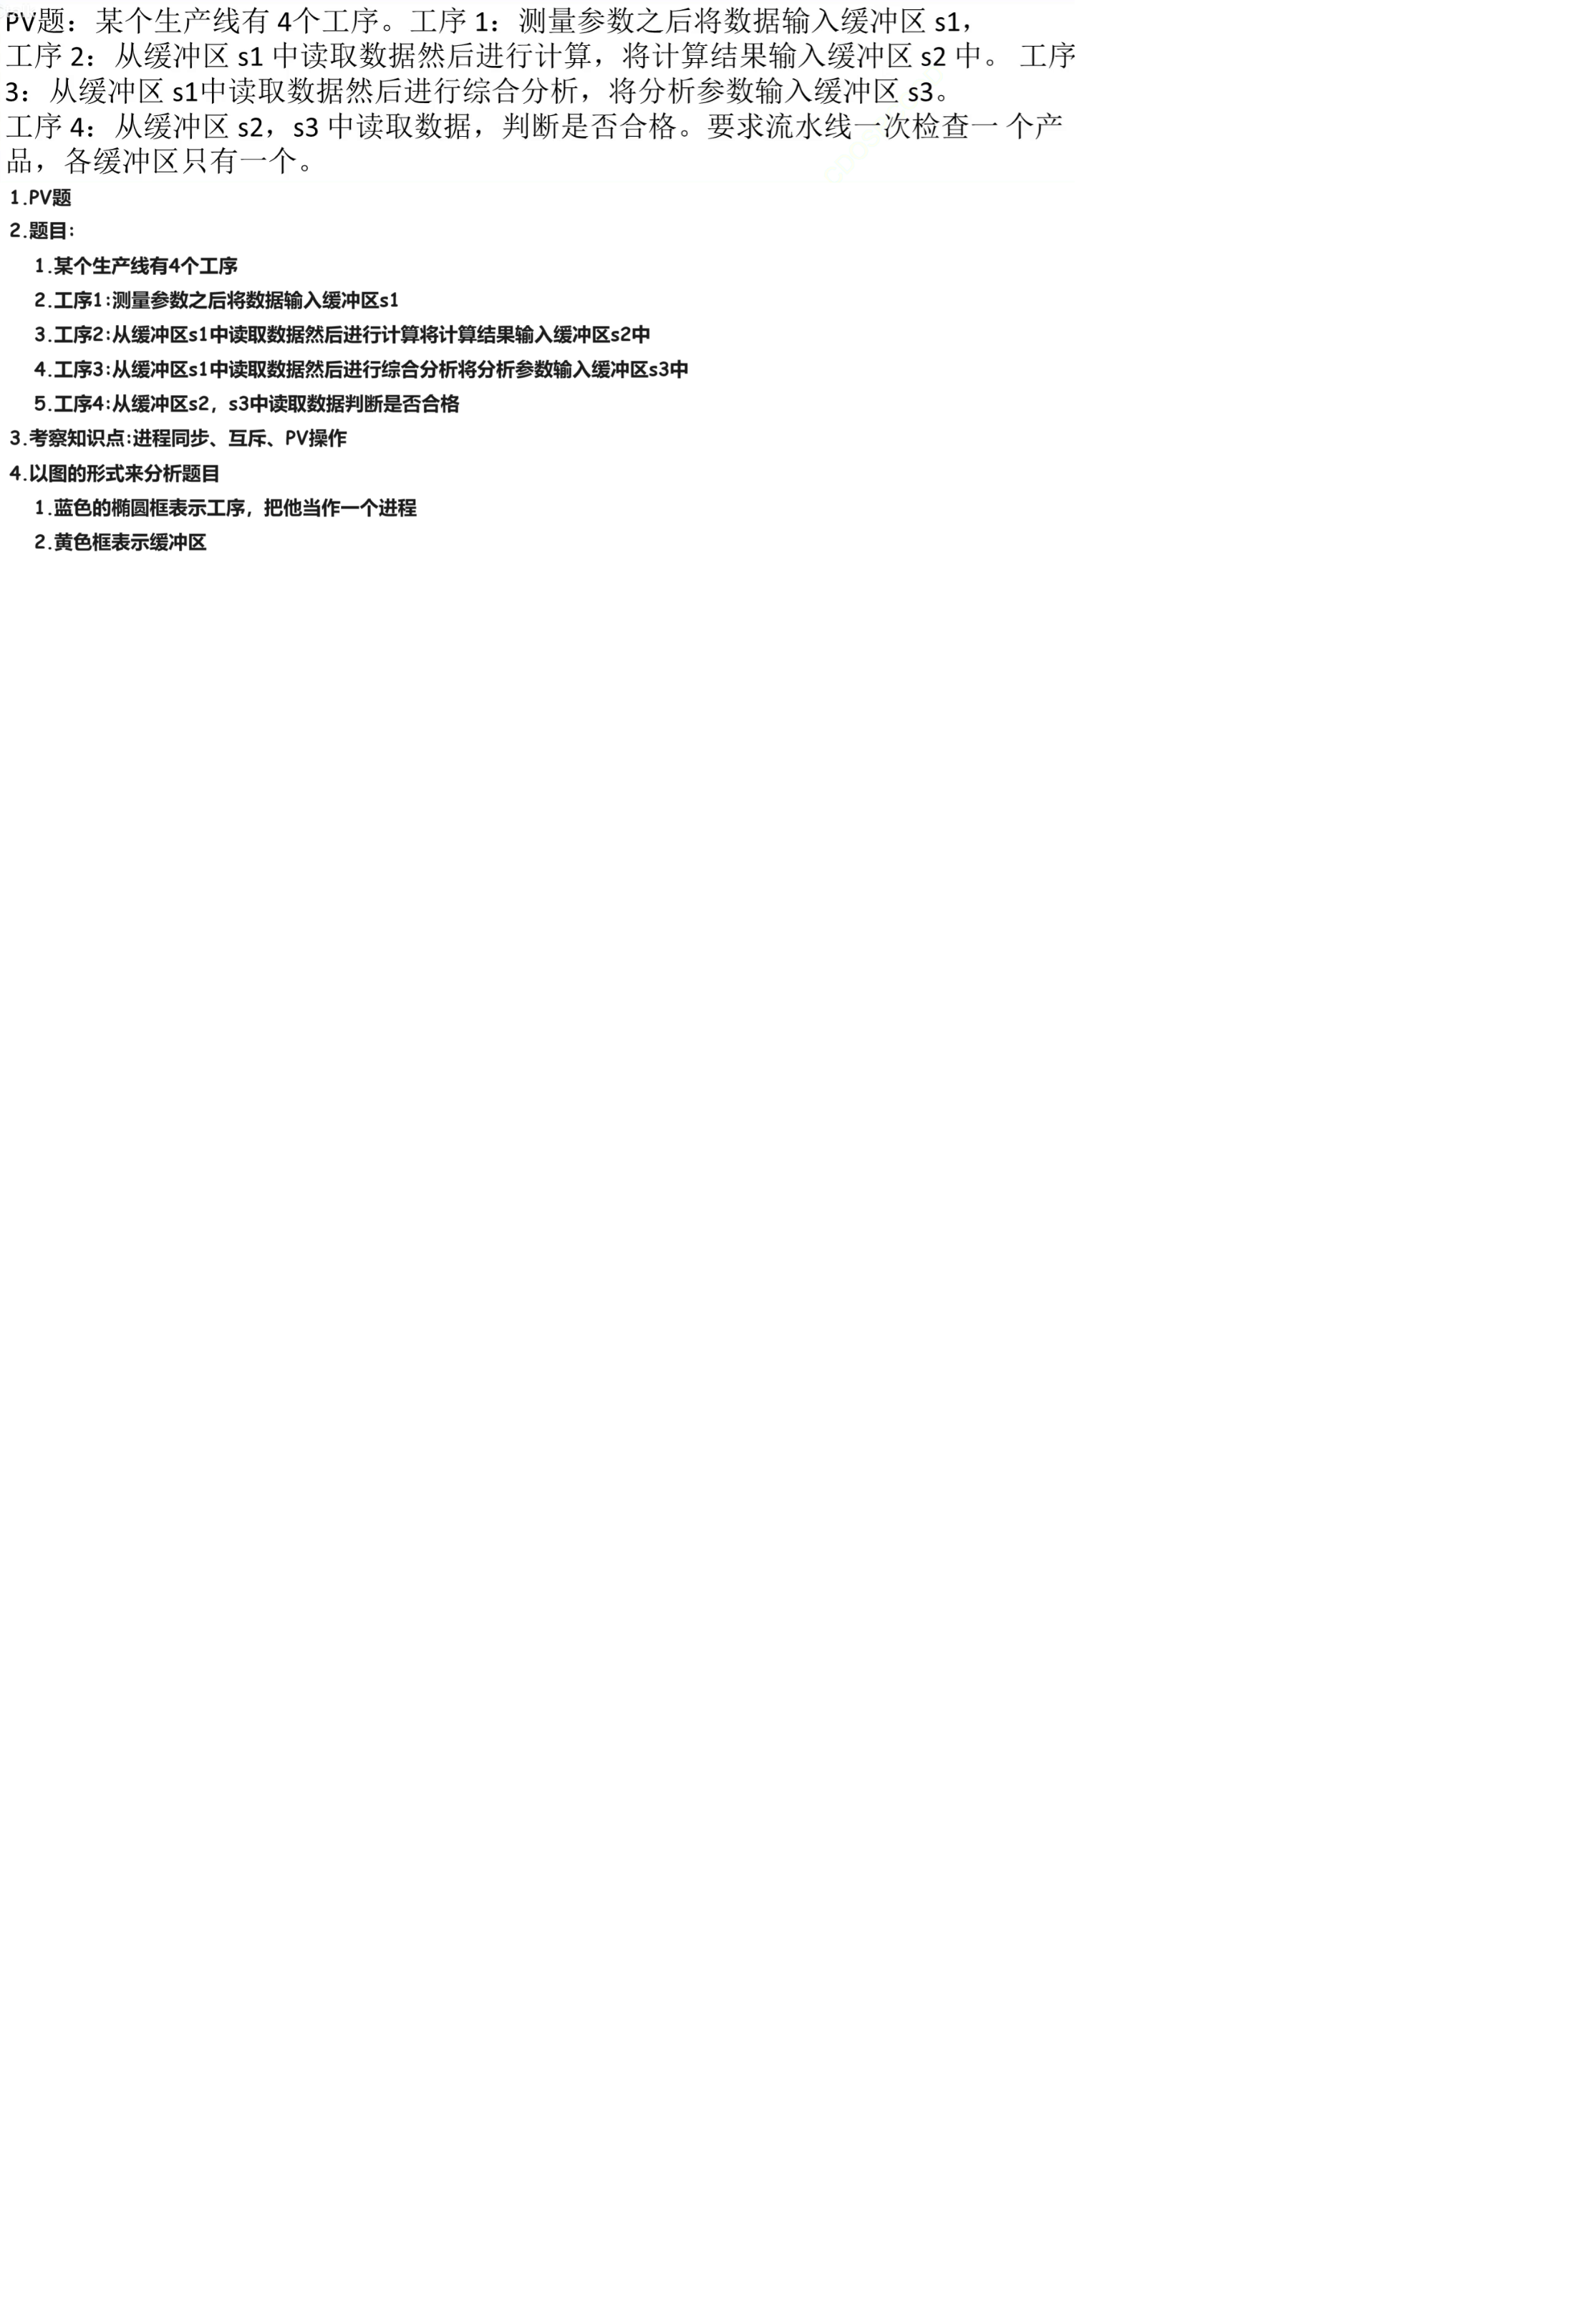 PV题：某个生产线有 4个工序。工序 1：测量参数之后将数据输入缓冲区 s1，
工序 2：从缓冲区 s1 中读取数据然后进行计算，将计算结果输入缓冲区 s2 中。 工序
3：从缓冲区 s1中读取数据然后进行综合分析，将分析参数输入缓冲区 s3。
工序 4：从缓冲区 s2，s3 中读取数据，判断是否合格。要求流水线一次检查一 个产
品，各缓冲区只有一个。
1.PV题
2.题目:
1.某个生产线有4个工序
2.工序1:测量参数之后将数据输入缓冲区s1
3.工序2:从缓冲区s1中读取数据然后进行计算将计算结果输入缓冲区s2中
4.工序3:从缓冲区s1中读取数据然后进行综合分析将分析参数输入缓冲区s3中
5.工序4:从缓冲区s2，s3中读取数据判断是否合格
3.考察知识点:进程同步、互斥、PV操作
4.以图的形式来分析题目
1.蓝色的椭圆框表示工序，把他当作一个进程
2.黄色框表示缓冲区